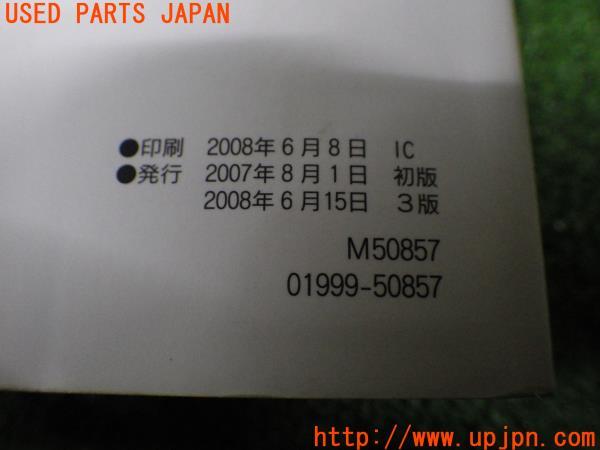 USED PARTS JAPAN
●印刷 2008年6月8日 IC
●発行 2007年8月1日 初版
2008年6月15日 3版
M50857
01999-50857
http://www.upjpn.com